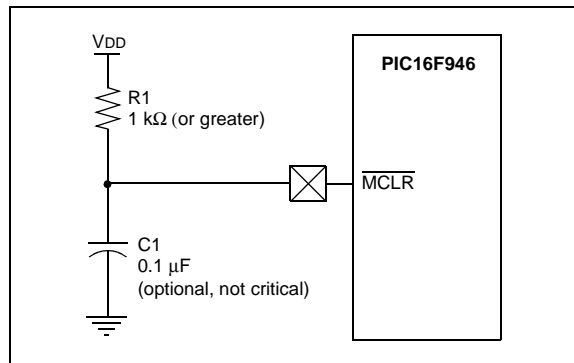 VDD
PIC16F946
R1
1 kΩ (or greater)
MCLR
C1
0.1 μF
(optional, not critical)